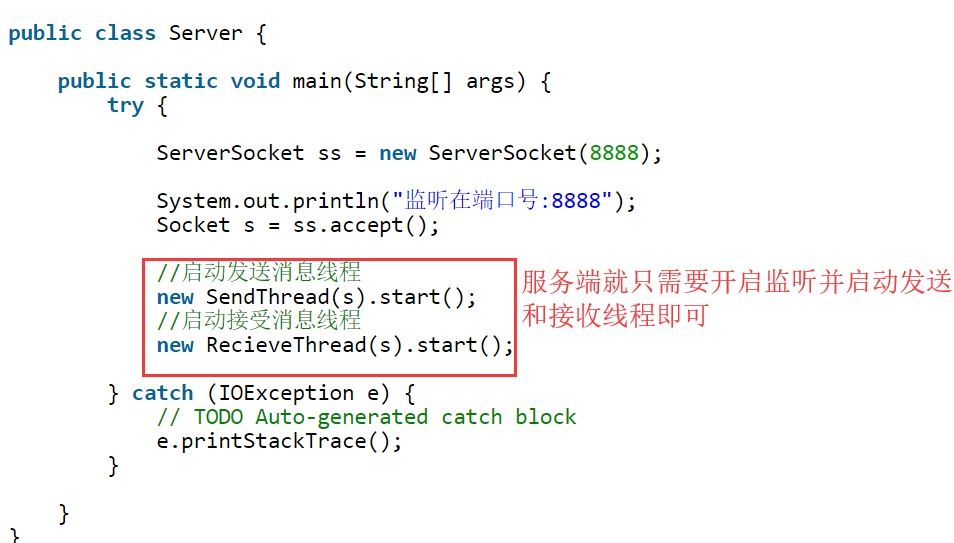 public class Server {
public static void main(String[] args) {
try {
ServerSocket ss = new ServerSocket(8888);
System.out.println("监听在端口号:8888");
Socket s = ss.accept();
//启动发送消息线程
new SendThread(s).start();
//启动接受消息线程
new RecieveThread(s).start();
服务端就只需要开启监听并启动发送
和接收线程即可
} catch (IOException e) {
// TODO Auto-generated catch block
e.printStackTrace();
}
}
}